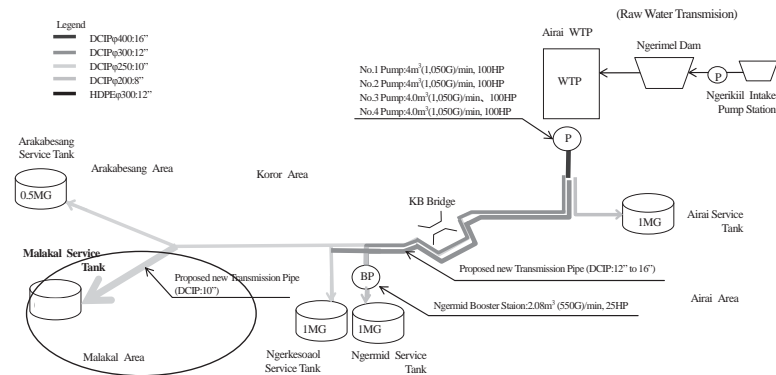 (Raw Water Transmision)
Legend
DCIPφ400:16”
DCIPφ300:12”
DCIPφ250:10”
DCIPφ200:8”
HDPEφ300:12”
Airai WTP
WTP
Ngerimel Dam
P
Ngerikiil Intake
Pump Station
No.1 Pump:4m³(1,050G)/min, 100HP
No.2 Pump:4m³(1,050G)/min, 100HP
No.3 Pump:4.0m³(1,050G)/min、100HP
No.4 Pump:4.0m³(1,050G)/min, 100HP
P
Arakabesang
Service Tank
0.5MG
Arakabesang Area
Koror Area
KB Bridge
1MG
Airai Service
Tank
Malakal Service
Tank
Proposed new Transmission Pipe
(DCIP:10”)
Proposed new Transmission Pipe (DCIP:12” to 16”)
BP
Ngermid Booster Staion:2.08m³ (550G)/min, 25HP
Airai Area
1MG
1MG
Ngerkesoaol
Service Tank
Ngermid Service
Tank
Malakal Area